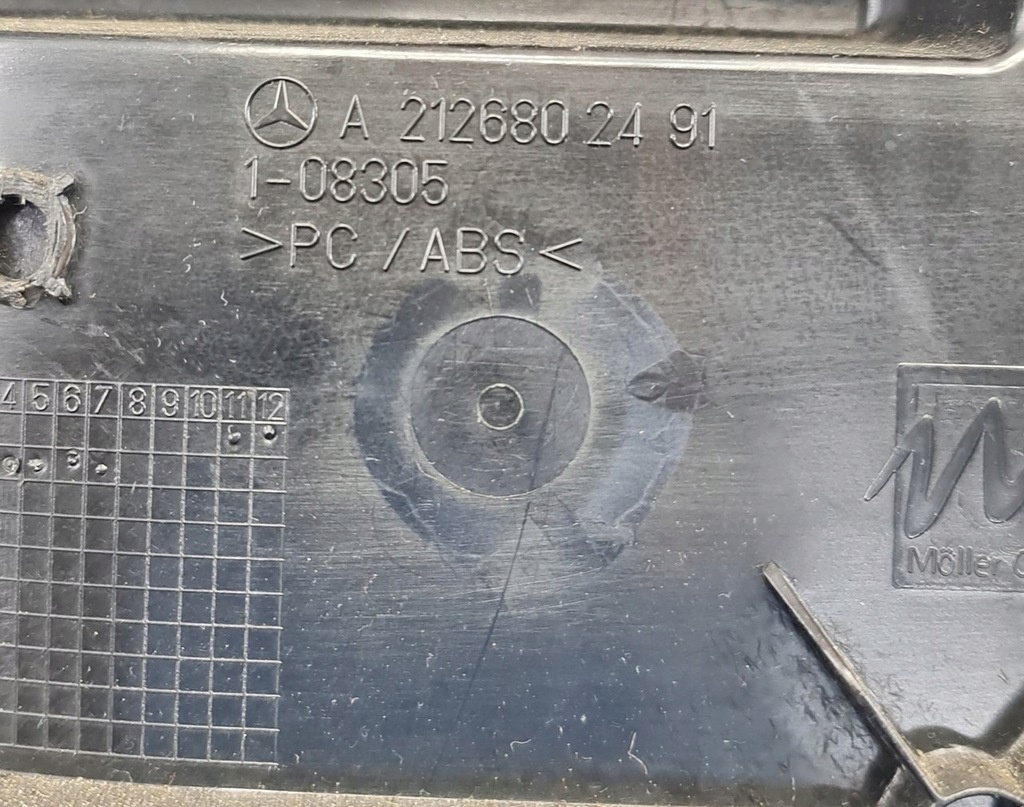 A 212680 24 91
1-08305
>PC /ABS<
4 5 6 7 8 9 10 11 12
Möller